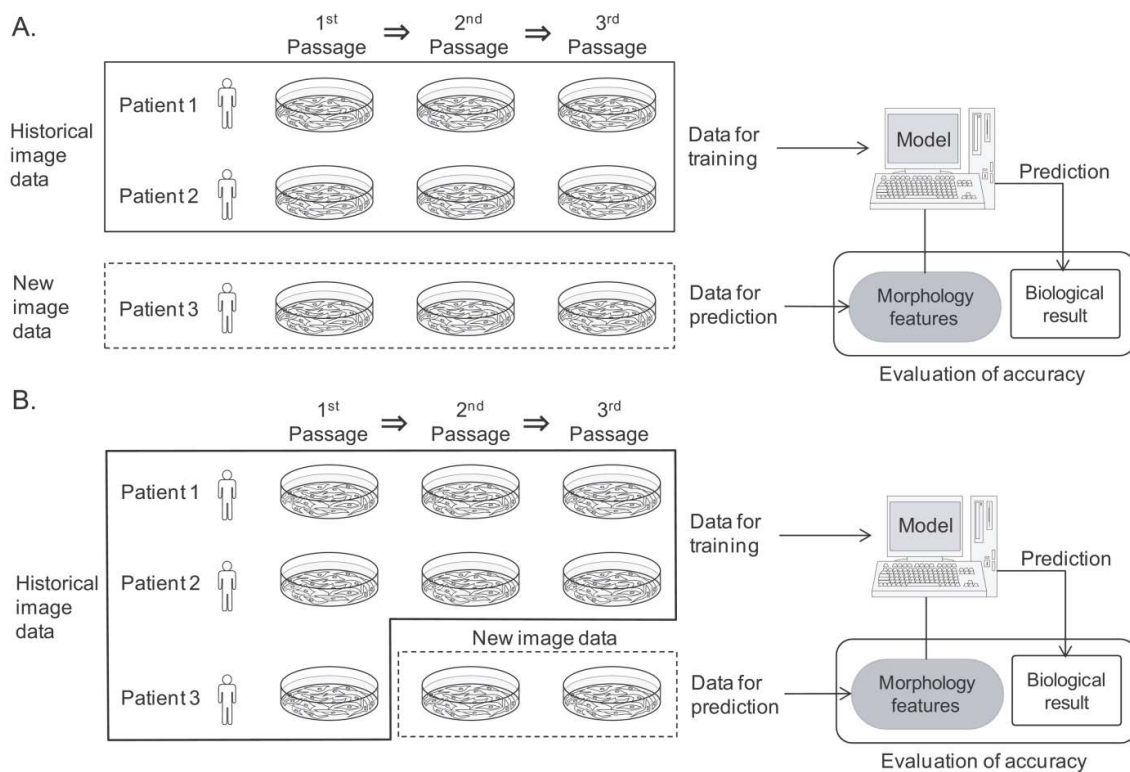 A.
1st Passage ⇒ 2nd Passage ⇒ 3rd Passage
Historical image data
Patient 1
Patient 2
Data for training
Model
Prediction
New image data
Patient 3
Data for prediction
Morphology features
Biological result
Evaluation of accuracy
B.
1st Passage ⇒ 2nd Passage ⇒ 3rd Passage
Historical image data
Patient 1
Patient 2
Data for training
Model
Prediction
New image data
Patient 3
Data for prediction
Morphology features
Biological result
Evaluation of accuracy